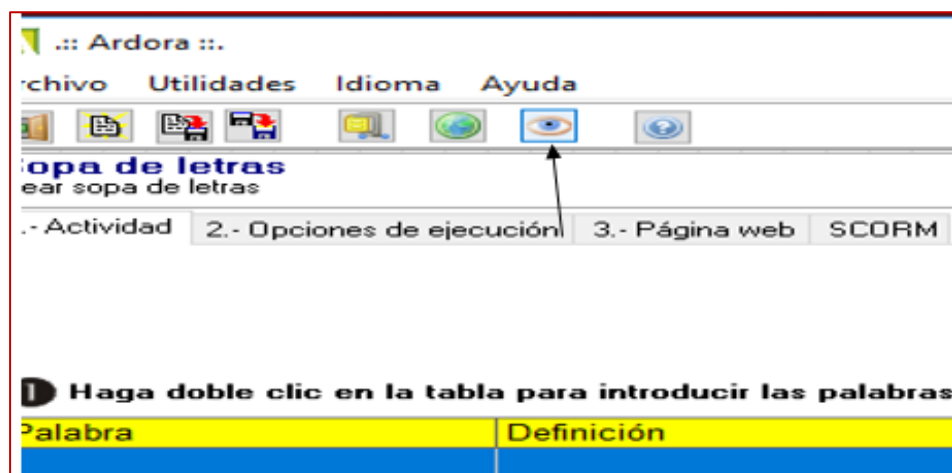 .:: Ardora ::.
rchivo Utilidades Idioma Ayuda
opa de letras
ear sopa de letras
.- Actividad 2.- Opciones de ejecución 3.- Página web SCORM
1 Haga doble clic en la tabla para introducir las palabras
Palabra Definición